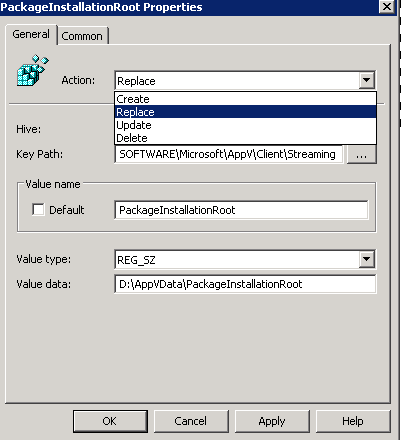 PackageInstallationRoot Properties
General Common
Action: Replace
Create
Replace
Update
Delete
Hive:
Key Path: SOFTWARE\Microsoft\AppV\Client\Streaming ...
Value name
Default PackageInstallationRoot
Value type: REG_SZ
Value data: D:\AppVData\PackageInstallationRoot
OK Cancel Apply Help